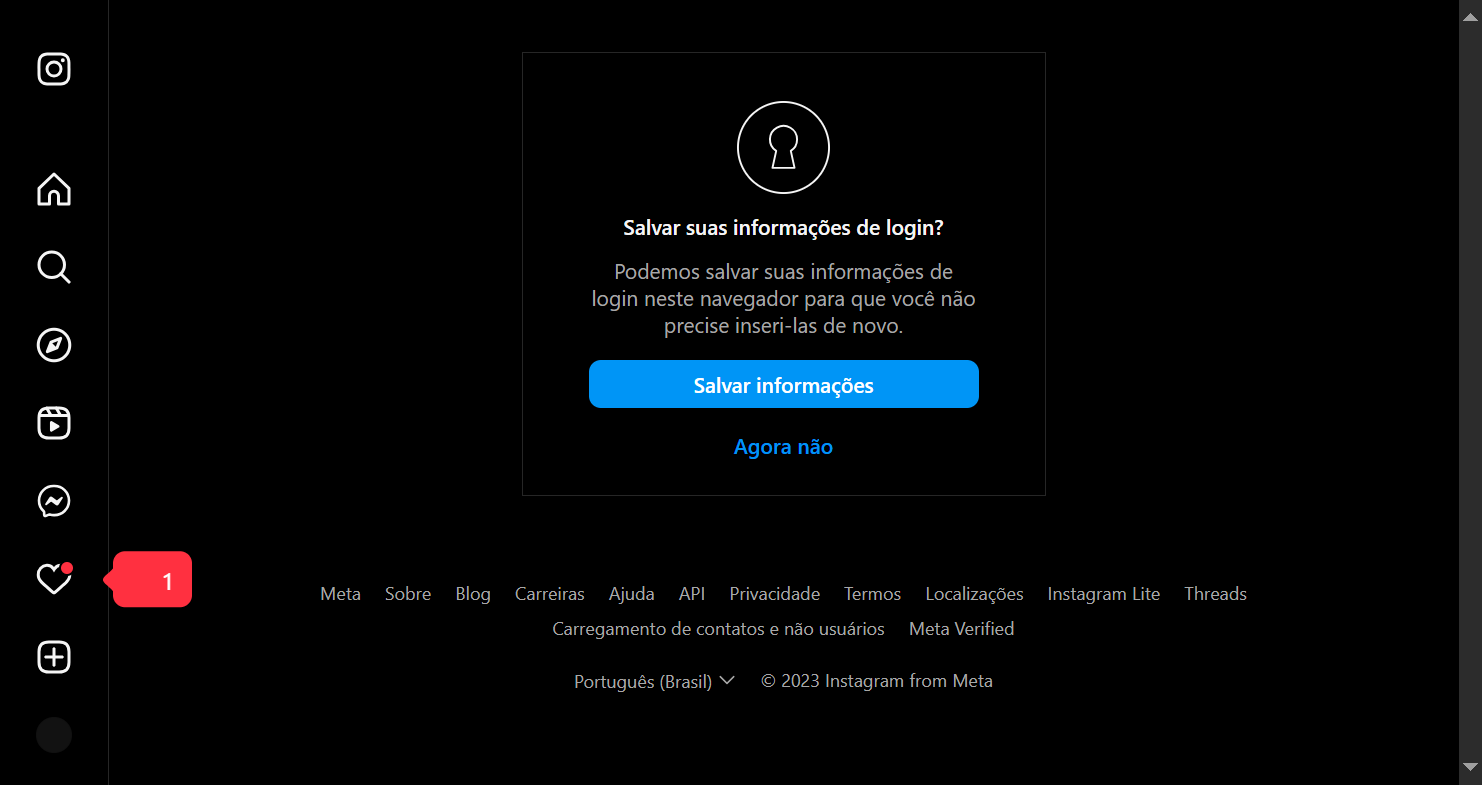 Salvar suas informações de login?
Podemos salvar suas informações de
login neste navegador para que você não
precise inseri-las de novo.
Salvar informações
Agora não
1
Meta Sobre Blog Carreiras Ajuda API Privacidade Termos Localizações Instagram Lite Threads
Carregamento de contatos e não usuários Meta Verified
Português (Brasil) © 2023 Instagram from Meta